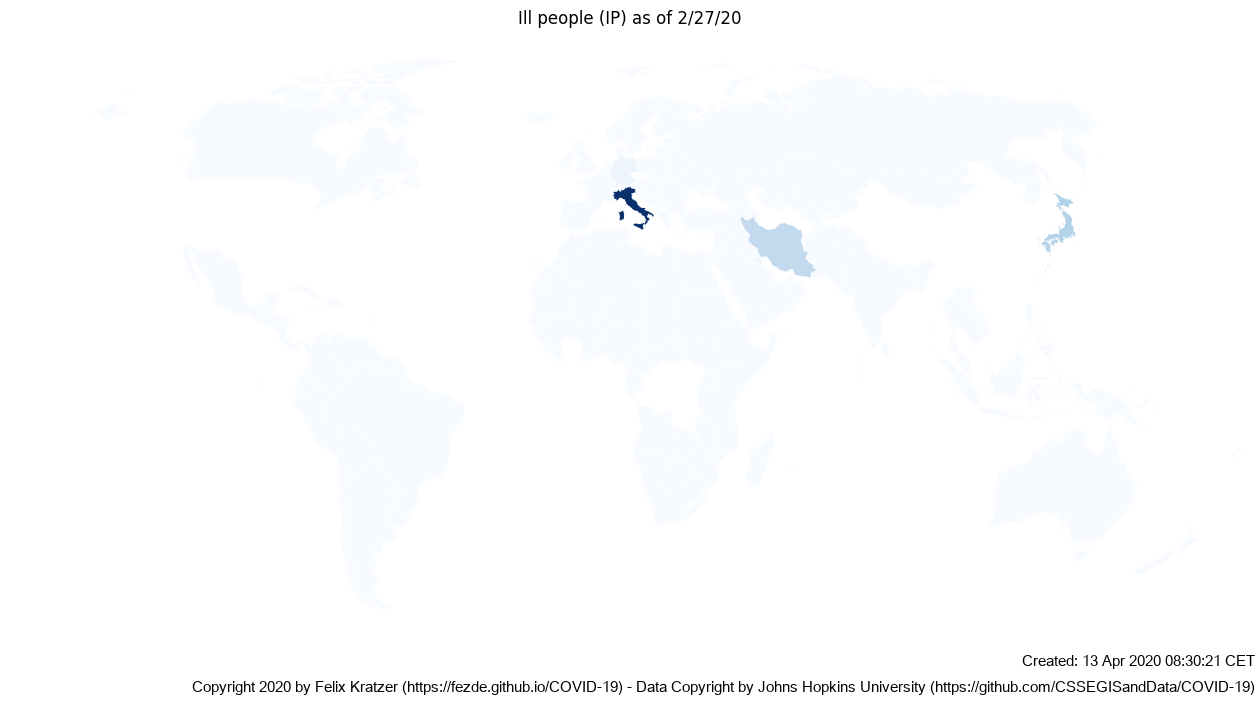 Ill people (IP) as of 2/27/20
Created: 13 Apr 2020 08:30:21 CET
Copyright 2020 by Felix Kratzer (https://fezde.github.io/COVID-19) - Data Copyright by Johns Hopkins University (https://github.com/CSSEGISandData/COVID-19)